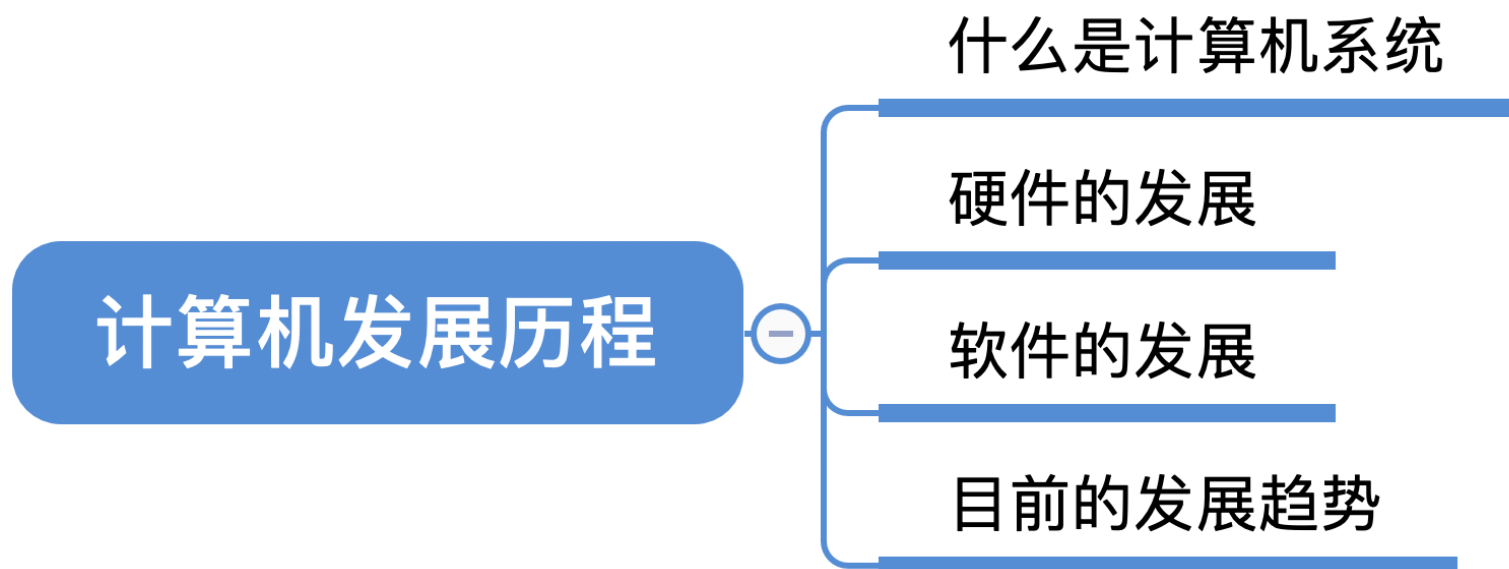 什么是计算机系统
硬件的发展
计算机发展历程
软件的发展
目前的发展趋势